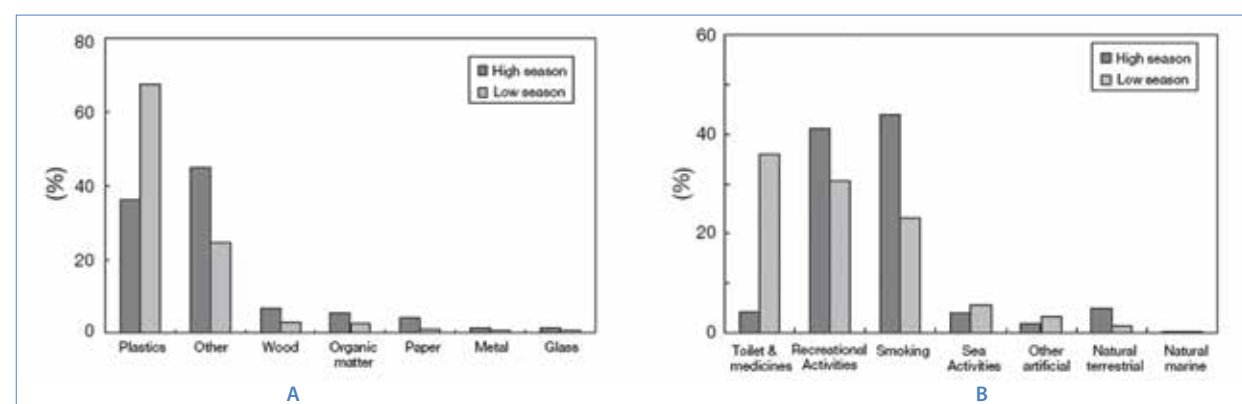 80
60
40
20
0
(%)
High season
Low season
Plastics
Other
Wood
Organic
matter
Paper
Metal
Glass
A
60
40
20
0
(%)
High season
Low season
Toilet &
medicines
Recreational
Activities
Smoking
Sea
Activities
Other
artificial
Natural
terrestrial
Natural
marine
B